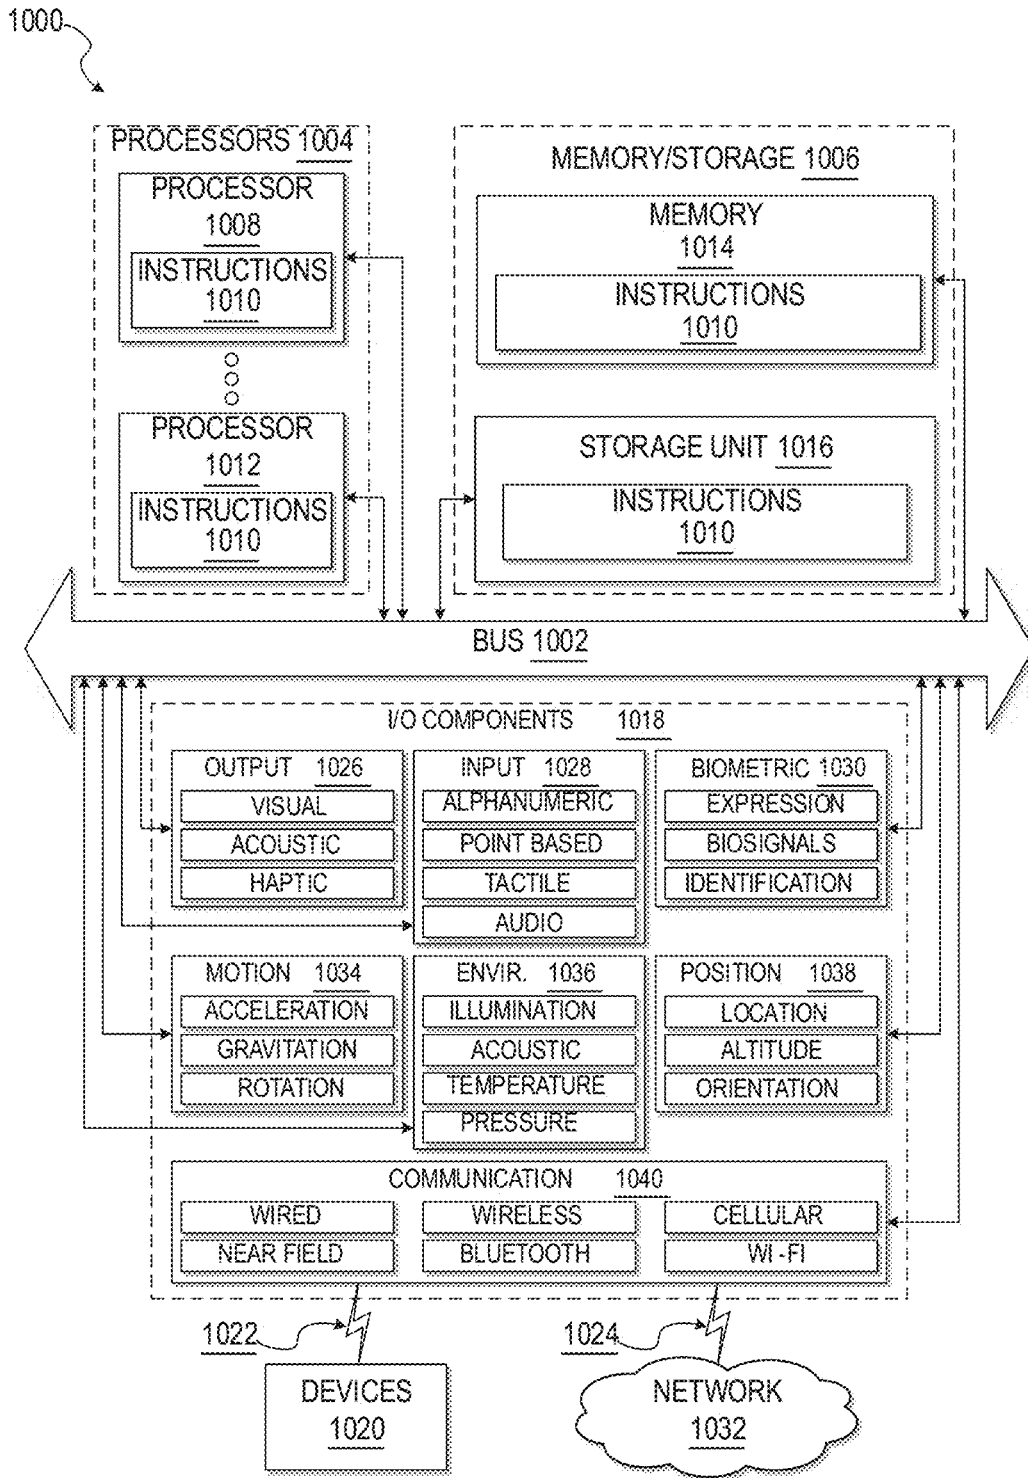 1000
PROCESSORS 1004
PROCESSOR
1008
INSTRUCTIONS
1010
PROCESSOR
1012
INSTRUCTIONS
1010
MEMORY/STORAGE 1006
MEMORY
1014
INSTRUCTIONS
1010
STORAGE UNIT 1016
INSTRUCTIONS
1010
BUS 1002
I/O COMPONENTS 1018
OUTPUT 1026
VISUAL
ACOUSTIC
HAPTIC
INPUT 1028
ALPHANUMERIC
POINT BASED
TACTILE
AUDIO
BIOMETRIC 1030
EXPRESSION
BIOSIGNALS
IDENTIFICATION
MOTION 1034
ACCELERATION
GRAVITATION
ROTATION
ENVIR. 1036
ILLUMINATION
ACOUSTIC
TEMPERATURE
PRESSURE
POSITION 1038
LOCATION
ALTITUDE
ORIENTATION
COMMUNICATION 1040
WIRED
WIRELESS
CELLULAR
NEAR FIELD
BLUETOOTH
WI-FI
1022
1024
DEVICES
1020
NETWORK
1032